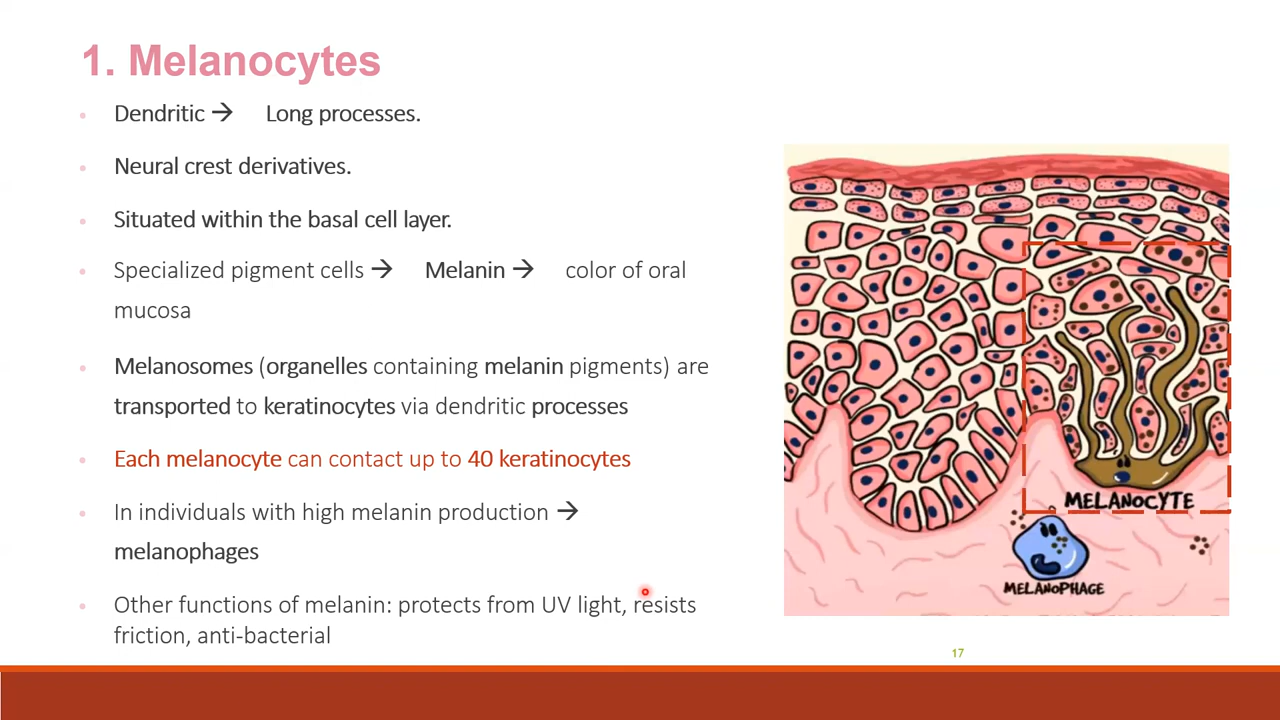 1. Melanocytes
• Dendritic → Long processes.
• Neural crest derivatives.
• Situated within the basal cell layer.
• Specialized pigment cells → Melanin → color of oral
mucosa
• Melanosomes (organelles containing melanin pigments) are
transported to keratinocytes via dendritic processes
• Each melanocyte can contact up to 40 keratinocytes
• In individuals with high melanin production →
melanophages
• Other functions of melanin: protects from UV light, resists
friction, anti-bacterial
MELANOCYTE
MELANOPHAGE
17